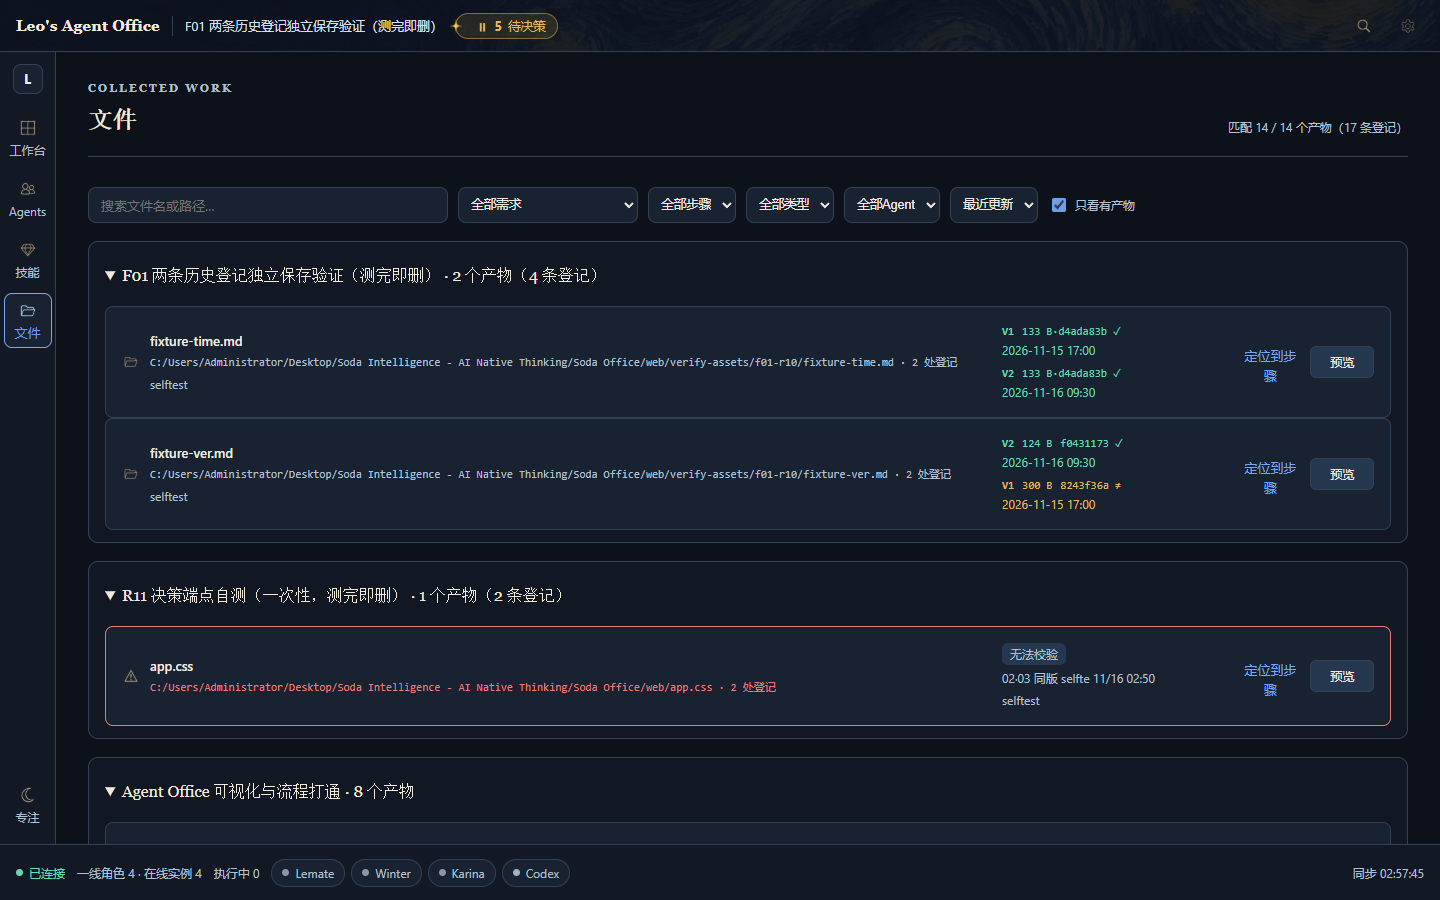 Leo's Agent Office
F01 两条历史登记独立保存验证（测完即删）
5 待决策
L
工作台
Agents
技能
文件
专注
COLLECTED WORK
文件
匹配 14 / 14 个产物（17 条登记）
搜索文件名或路径...
全部需求
全部步骤
全部类型
全部Agent
最近更新
只看有产物
▼ F01 两条历史登记独立保存验证（测完即删） · 2 个产物（4 条登记）
fixture-time.md
C:/Users/Administrator/Desktop/Soda Intelligence - AI Native Thinking/Soda Office/web/verify-assets/f01-r10/fixture-time.md · 2 处登记
selftest
V1 133 B·d4ada83b ✓
2026-11-15 17:00
V2 133 B·d4ada83b ✓
2026-11-16 09:30
定位到步
骤
预览
fixture-ver.md
C:/Users/Administrator/Desktop/Soda Intelligence - AI Native Thinking/Soda Office/web/verify-assets/f01-r10/fixture-ver.md · 2 处登记
selftest
V2 124 B f0431173 ✓
2026-11-16 09:30
V1 300 B 8243f36a ≠
2026-11-15 17:00
定位到步
骤
预览
▼ R11 决策端点自测（一次性，测完即删） · 1 个产物（2 条登记）
app.css
C:/Users/Administrator/Desktop/Soda Intelligence - AI Native Thinking/Soda Office/web/app.css · 2 处登记
无法校验
02-03 同版 selfte 11/16 02:50
selftest
定位到步
骤
预览
▼ Agent Office 可视化与流程打通 · 8 个产物
已连接
一线角色 4 · 在线实例 4
执行中 0
Lemate
Winter
Karina
Codex
同步 02:57:45